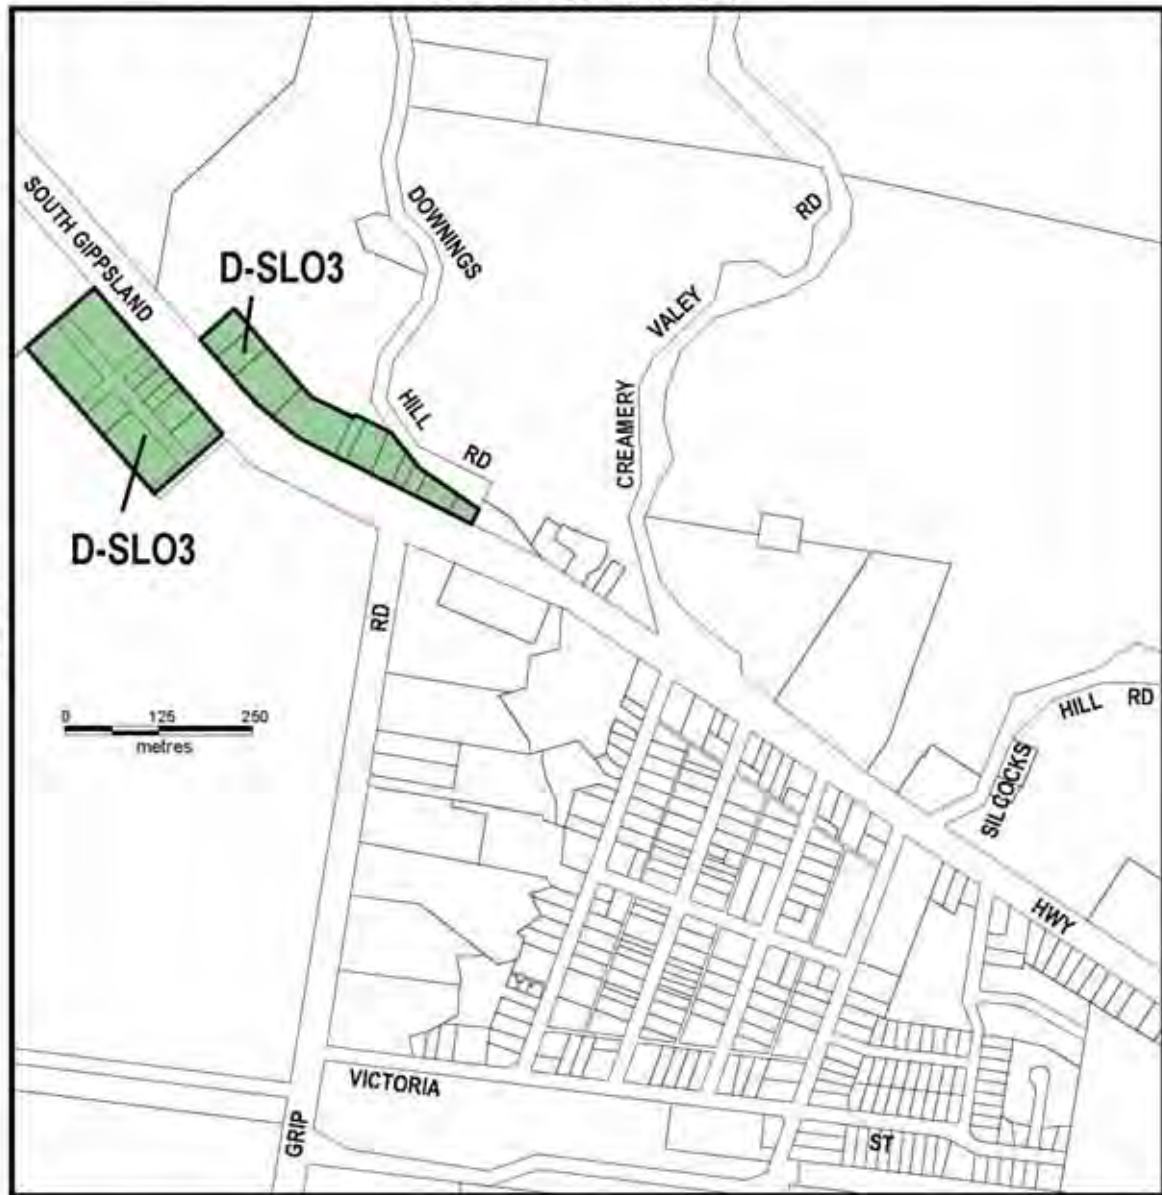 SOUTH GIPPSLAND
DOWNINGS
RD
D-SLO3
VALEY
CREAMERY
HILL
RD
D-SLO3
RD
0 125 250
metres
HILL RD
SILCOCKS
HWY
VICTORIA
GRIP
ST